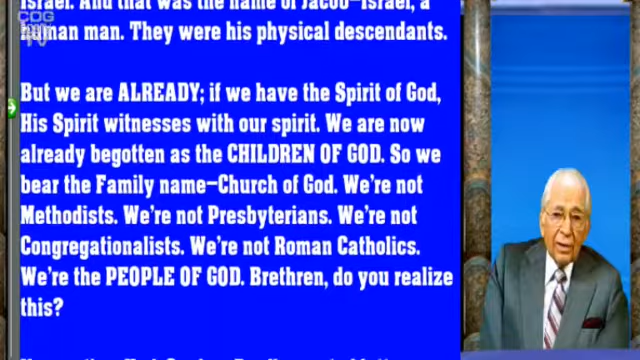 CDG
TV
Israel. And that was the name of Jacob—Israel, a
human man. They were his physical descendants.
But we are ALREADY; if we have the Spirit of God,
His Spirit witnesses with our spirit. We are now
already begotten as the CHILDREN OF GOD. So we
bear the Family name—Church of God. We're not
Methodists. We're not Presbyterians. We're not
Congregationalists. We're not Roman Catholics.
We're the PEOPLE OF GOD. Brethren, do you realize
this?